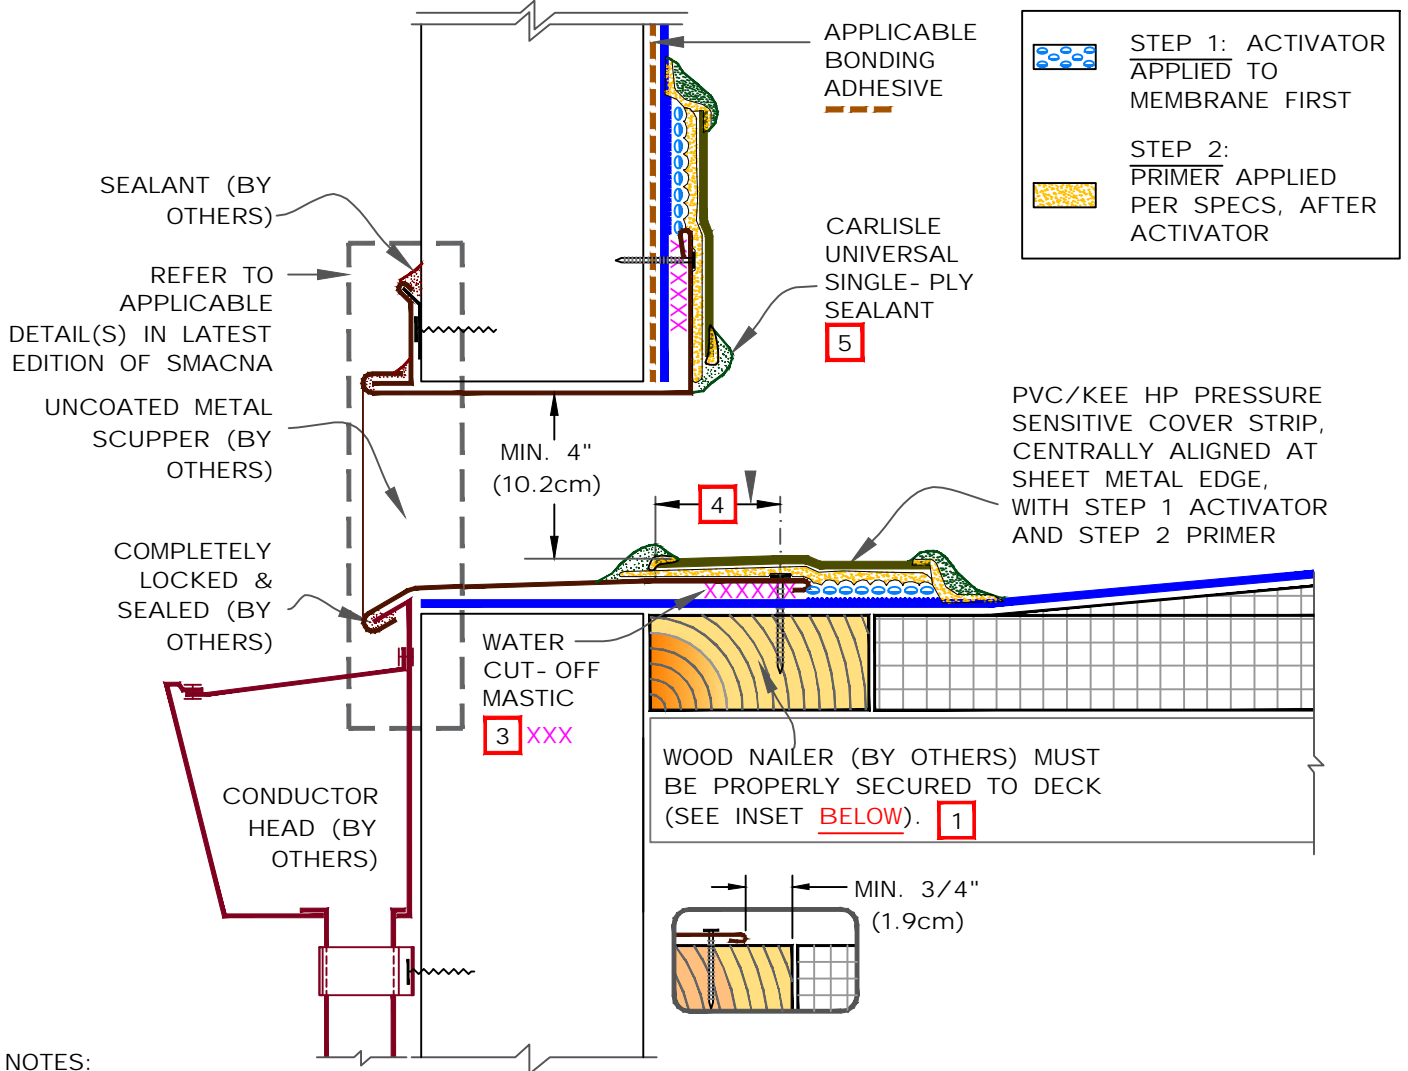 APPLICABLE
BONDING
ADHESIVE
STEP 1: ACTIVATOR
APPLIED TO
MEMBRANE FIRST
STEP 2:
PRIMER APPLIED
PER SPECS, AFTER
ACTIVATOR
SEALANT (BY
OTHERS)
REFER TO
APPLICABLE
DETAIL(S) IN LATEST
EDITION OF SMACNA
CARLISLE
UNIVERSAL
SINGLE-PLY
SEALANT
5
UNCOATED METAL
SCUPPER (BY
OTHERS)
MIN. 4"
(10.2cm)
4
PVC/KEE HP PRESSURE
SENSITIVE COVER STRIP,
CENTRALLY ALIGNED AT
SHEET METAL EDGE,
WITH STEP 1 ACTIVATOR
AND STEP 2 PRIMER
COMPLETELY
LOCKED &
SEALED (BY
OTHERS)
XXXXXX
XXXXXX
WATER
CUT-OFF
MASTIC
3 XXX
WOOD NAILER (BY OTHERS) MUST
BE PROPERLY SECURED TO DECK
(SEE INSET BELOW). 1
CONDUCTOR
HEAD (BY
OTHERS)
MIN. 3/4"
(1.9cm)
NOTES: